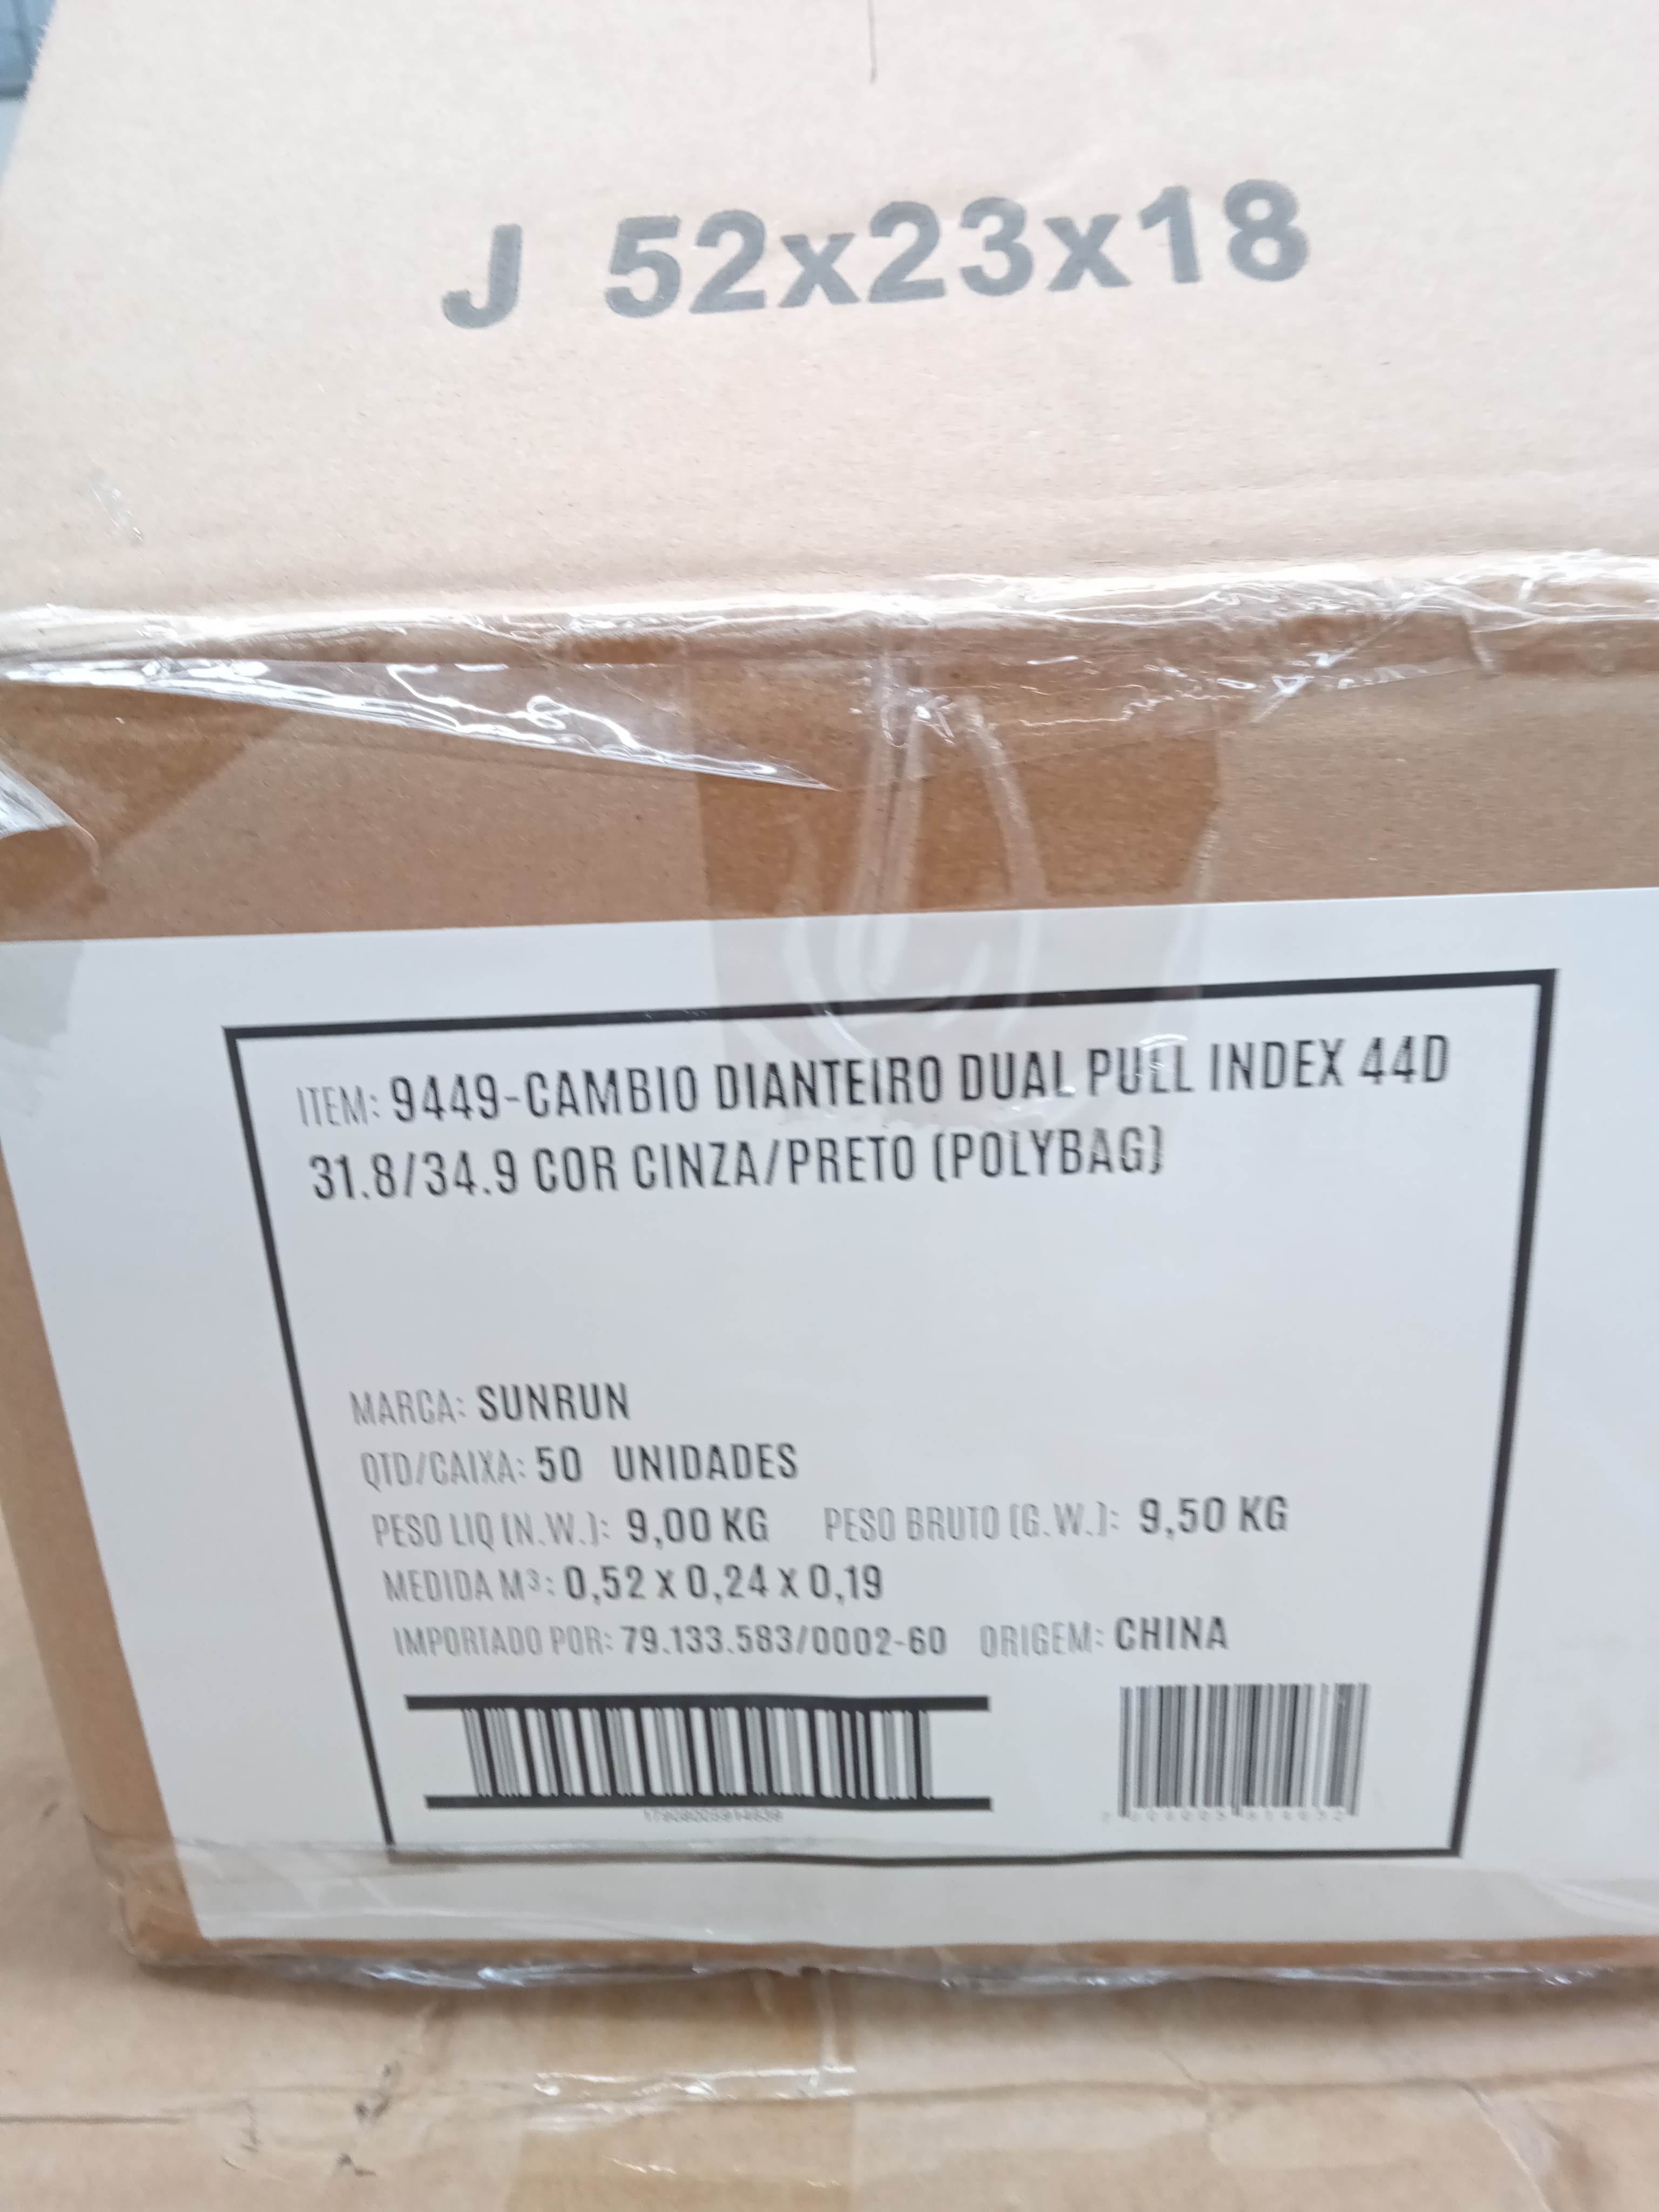 J 52x23x18
ITEM: 9449-CAMBIO DIANTEIRO DUAL PULL INDEX 44D
31.8/34.9 COR CINZA/PRETO (POLYBAG)
MARCA: SUNRUN
QTD/CAIXA: 50 UNIDADES
PESO LIQ (N.W.): 9,00 KG PESO BRUTO (G.W.): 9,50 KG
MEDIDA M³: 0,52 X 0,24 X 0,19
IMPORTADO POR: 79.133.583/0002-60 ORIGEM: CHINA